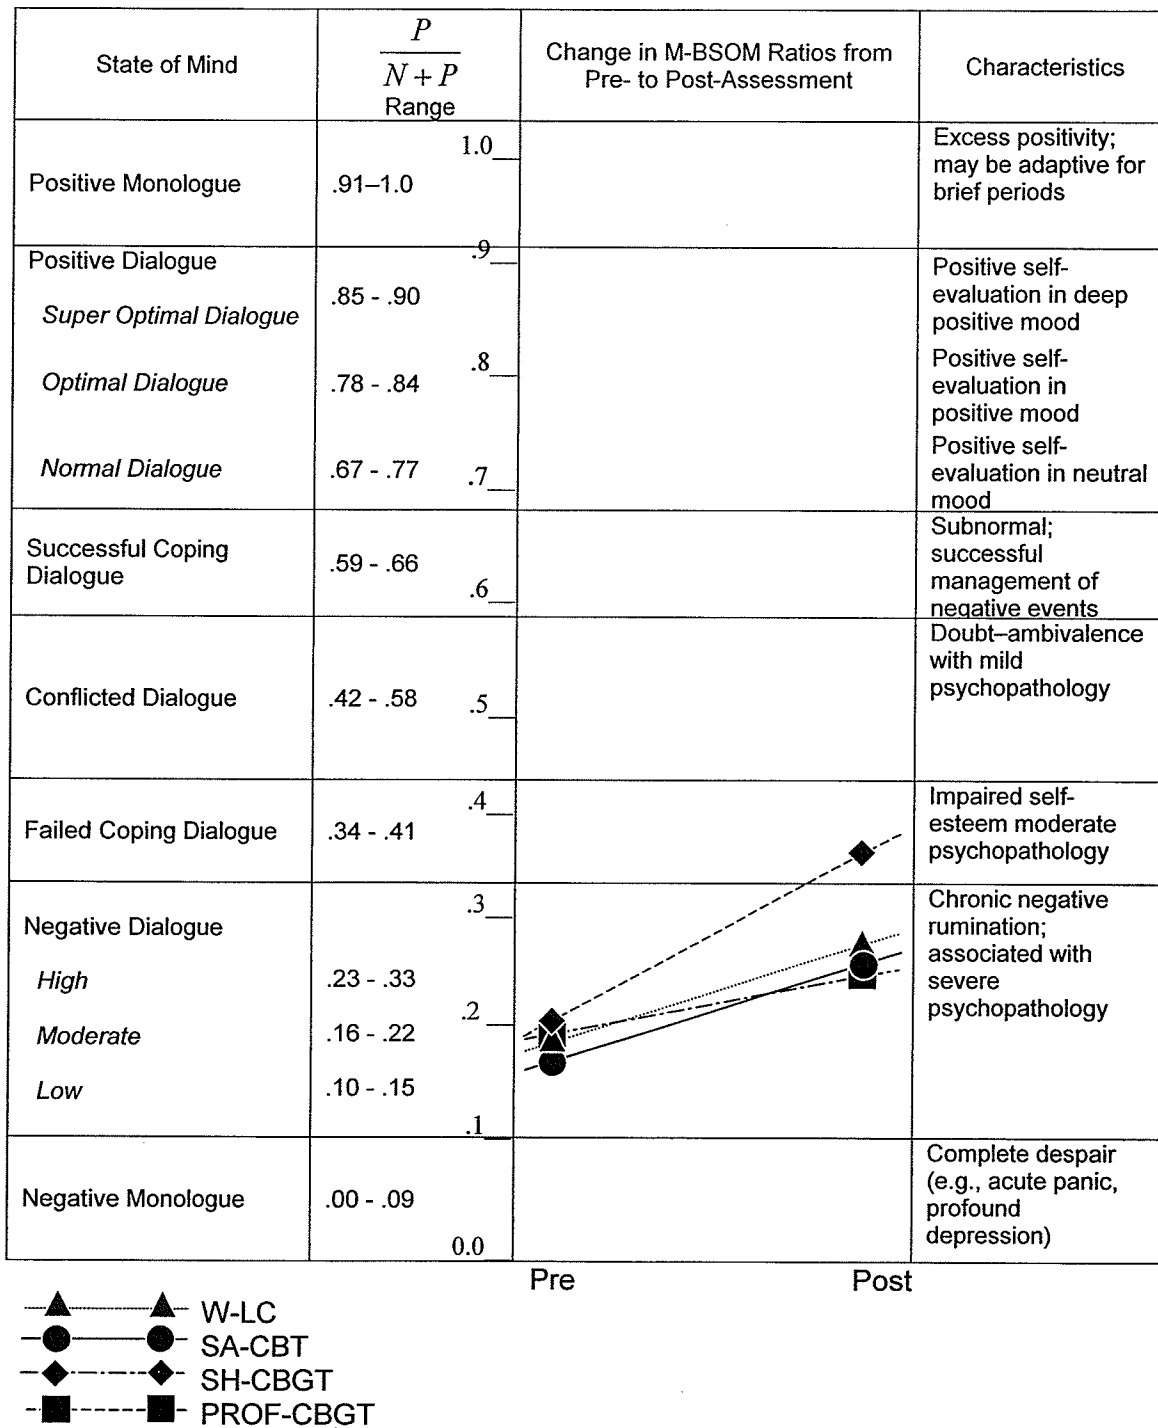 State of Mind
P
N + P
Range
Change in M-BSOM Ratios from
Pre- to Post-Assessment
Characteristics
1.0
Positive Monologue
.91–1.0
Excess positivity;
may be adaptive for
brief periods
.9
Positive Dialogue
Super Optimal Dialogue
.85 - .90
Positive self-
evaluation in deep
positive mood
.8
Optimal Dialogue
.78 - .84
Positive self-
evaluation in
positive mood
Normal Dialogue
.67 - .77
.7
Positive self-
evaluation in neutral
mood
Successful Coping
Dialogue
.59 - .66
.6
Subnormal;
successful
management of
negative events
Conflicted Dialogue
.42 - .58
.5
Doubt–ambivalence
with mild
psychopathology
.4
Failed Coping Dialogue
.34 - .41
Impaired self-
esteem moderate
psychopathology
.3
Negative Dialogue
High
.23 - .33
.2
Moderate
.16 - .22
Low
.10 - .15
.1
Chronic negative
rumination;
associated with
severe
psychopathology
Negative Monologue
.00 - .09
0.0
Complete despair
(e.g., acute panic,
profound
depression)
Pre
Post
W-LC
SA-CBT
SH-CBGT
PROF-CBGT